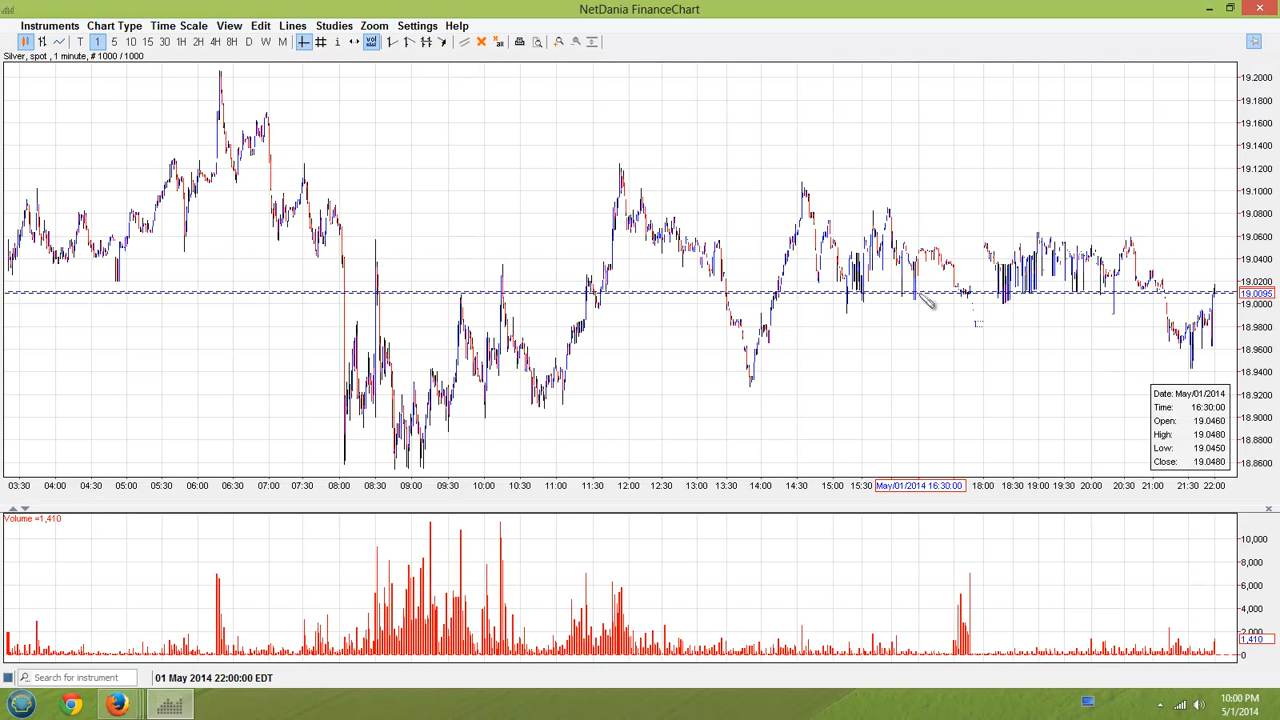 NetDania FinanceChart
Instruments Chart Type Time Scale View Edit Lines Studies Zoom Settings Help
T 1 5 10 15 30 1H 2H 4H 8H D W M i vol all
Silver, spot , 1 minute, # 1000 / 1000
19.2000
19.1800
19.1600
19.1400
19.1200
19.1000
19.0800
19.0600
19.0400
19.0200
19.0095
19.0000
18.9800
18.9600
18.9400
18.9200
18.9000
18.8800
18.8600
Date: May/01/2014
Time: 16:30:00
Open: 19.0460
High: 19.0480
Low: 19.0450
Close: 19.0480
03:30 04:00 04:30 05:00 05:30 06:00 06:30 07:00 07:30 08:00 08:30 09:00 09:30 10:00 10:30 11:00 11:30 12:00 12:30 13:00 13:30 14:00 14:30 15:00 15:30 May/01/2014 16:30:00 18:00 18:30 19:00 19:30 20:00 20:30 21:00 21:30 22:00
Volume =1,410
10,000
8,000
6,000
4,000
2,000
1,410
0
Search for instrument 01 May 2014 22:00:00 EDT
10:00 PM
5/1/2014